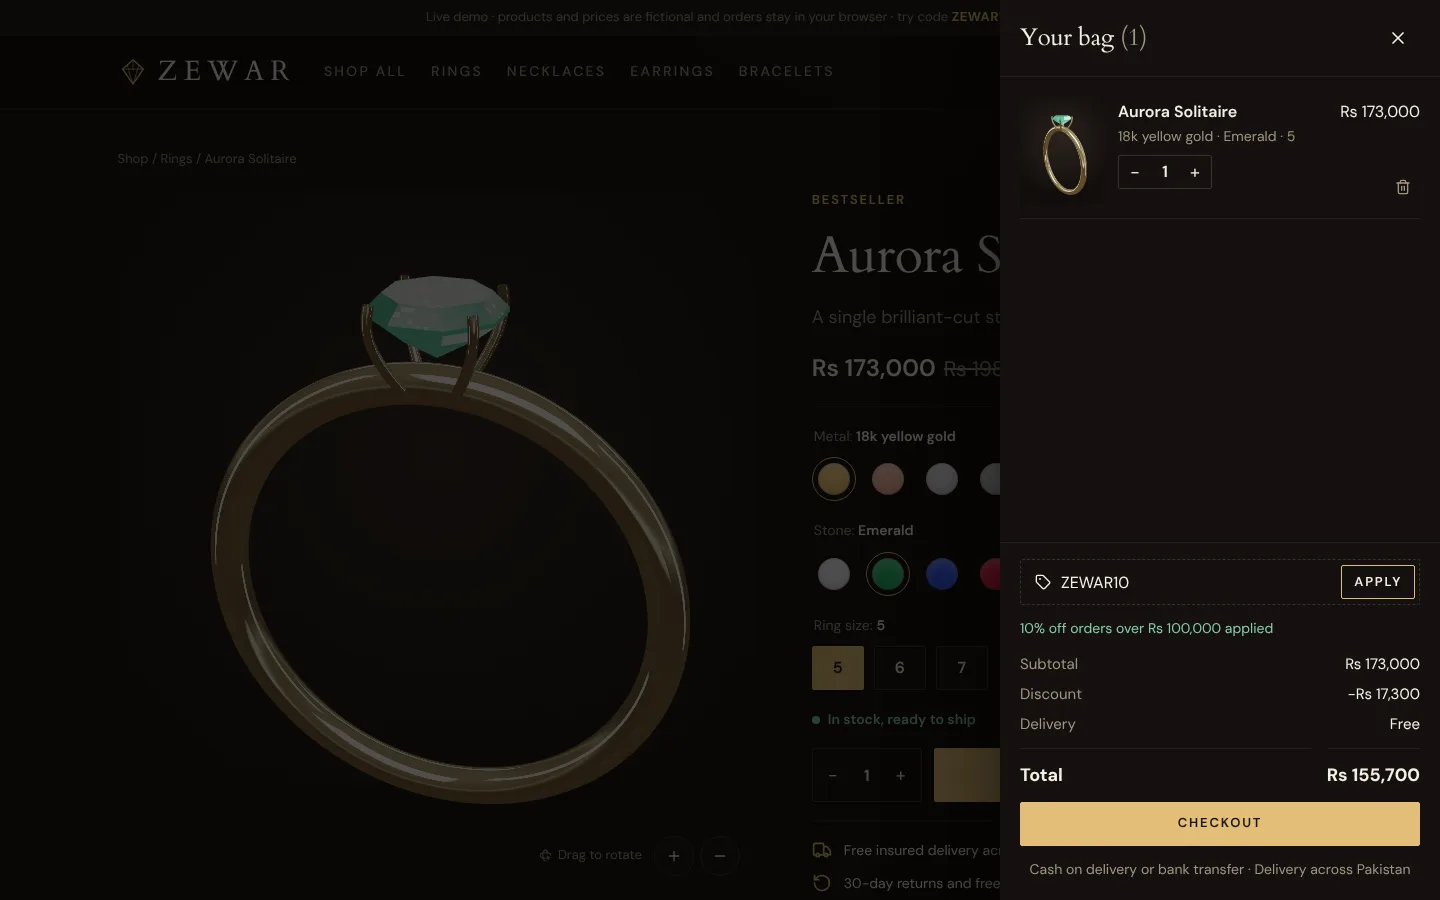 Live demo · products and prices are fictional and orders stay in your browser · try code ZEWAR
ZEWAR
SHOP ALL RINGS NECKLACES EARRINGS BRACELETS
Shop / Rings / Aurora Solitaire
BESTSELLER
Aurora S
A single brilliant-cut st
Rs 173,000 Rs 198
Metal: 18k yellow gold
Stone: Emerald
Ring size: 5
5 6 7
In stock, ready to ship
− 1 +
Drag to rotate + −
Free insured delivery acr
30-day returns and free
Your bag (1)
Aurora Solitaire Rs 173,000
18k yellow gold · Emerald · 5
− 1 +
ZEWAR10 APPLY
10% off orders over Rs 100,000 applied
Subtotal Rs 173,000
Discount −Rs 17,300
Delivery Free
Total Rs 155,700
CHECKOUT
Cash on delivery or bank transfer · Delivery across Pakistan